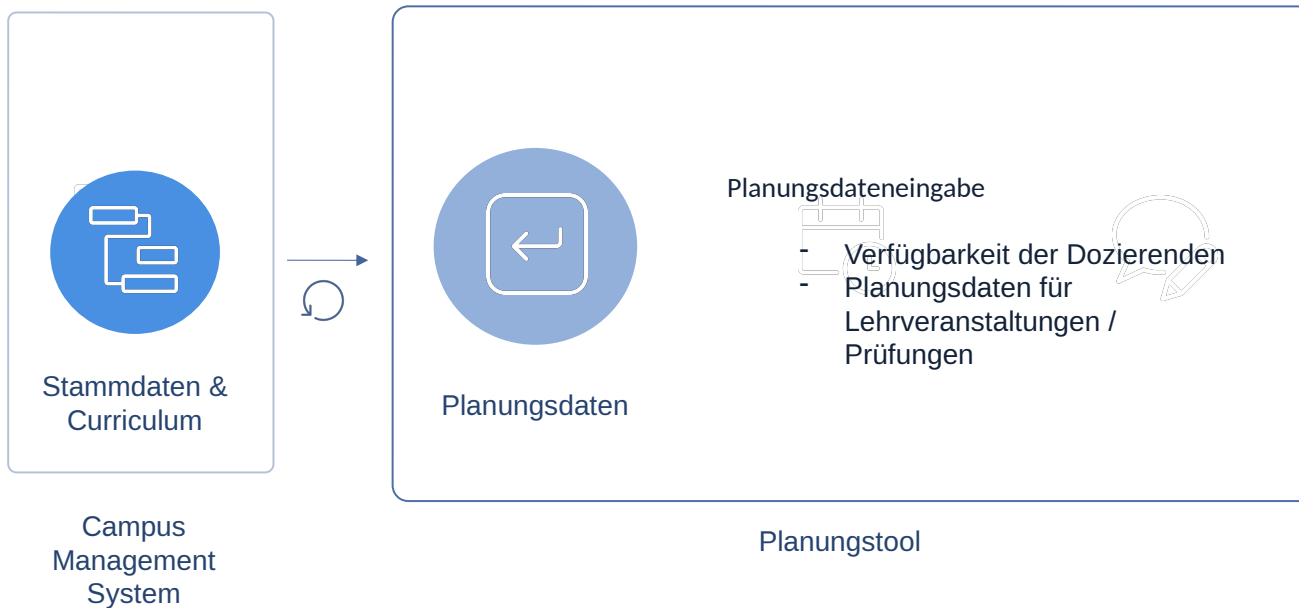 Stammdaten &
Curriculum
Campus
Management
System
Planungsdaten
Planungsdateneingabe
- Verfügbarkeit der Dozierenden
- Planungsdaten für
Lehrveranstaltungen /
Prüfungen
Planungstool